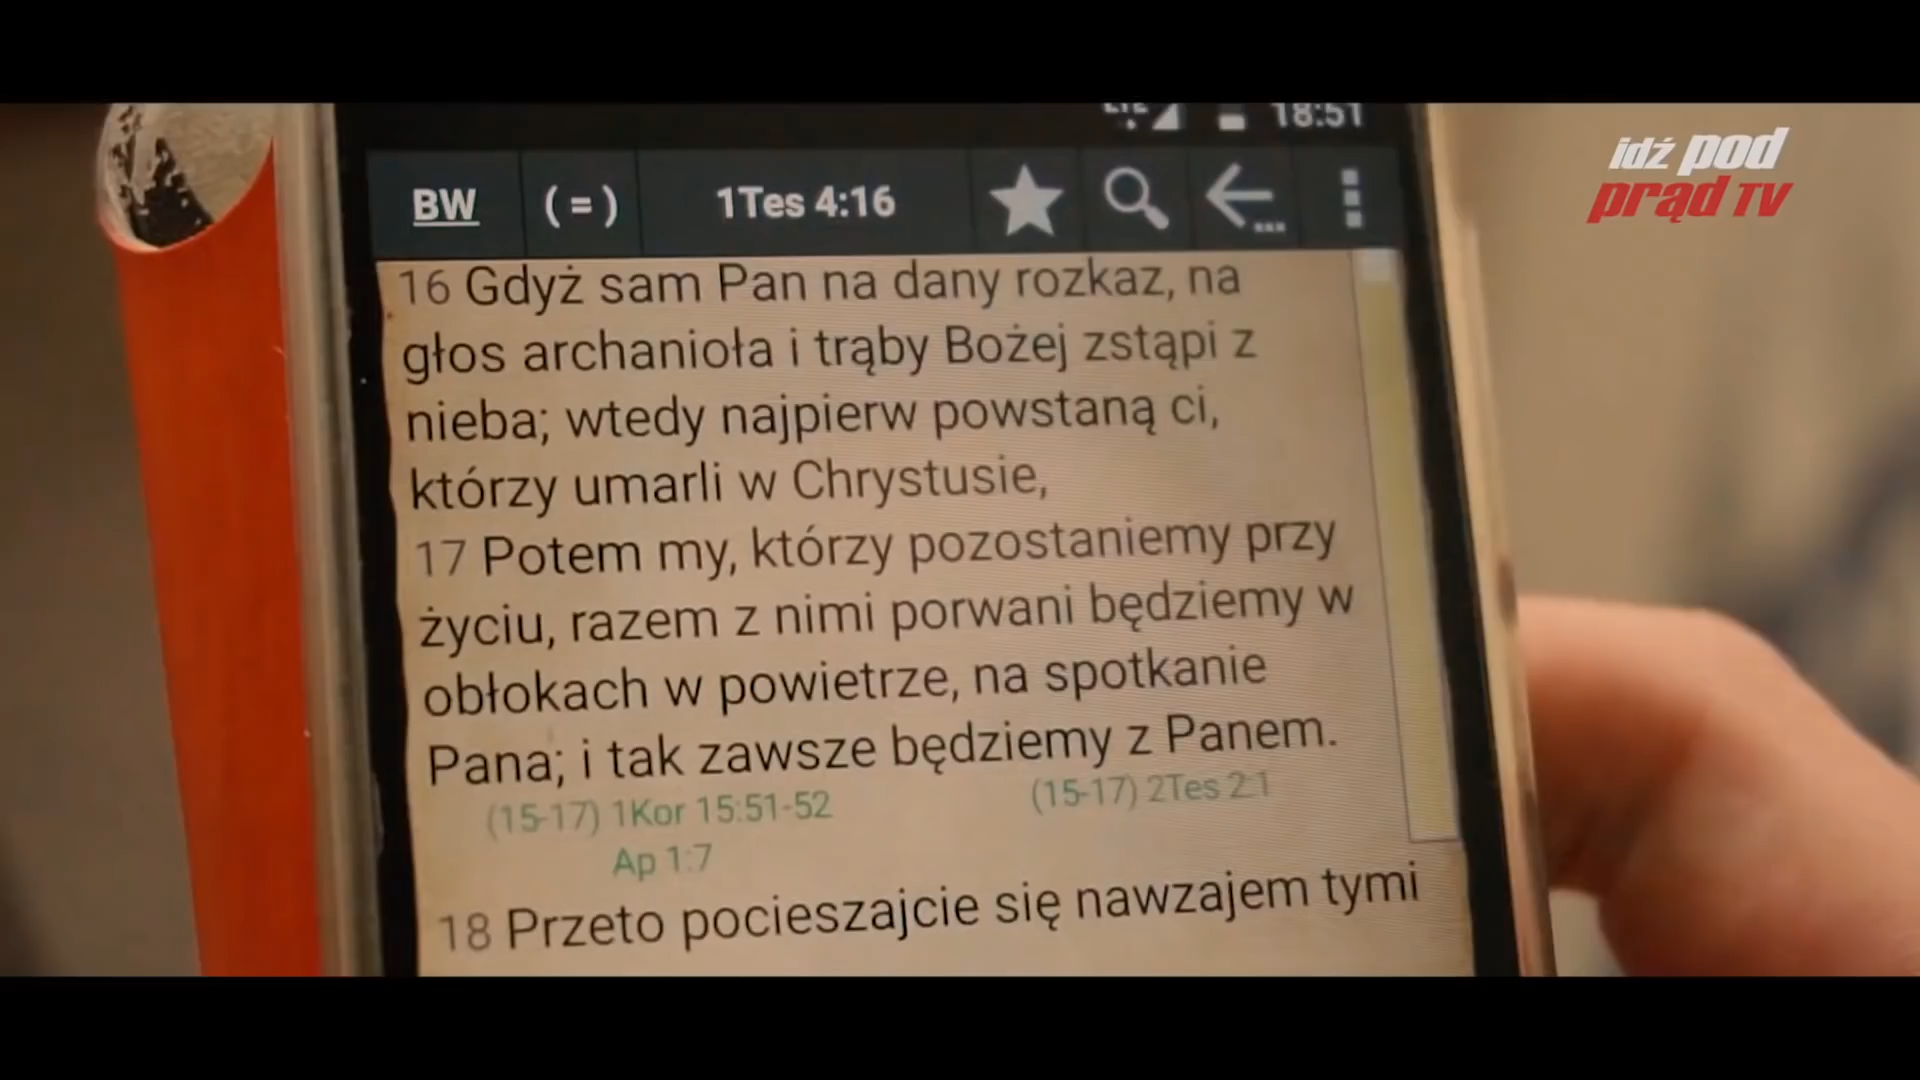 LTE 18:51
idź pod
prąd TV
BW (=) 1Tes 4:16
16 Gdyż sam Pan na dany rozkaz, na
głos archanioła i trąby Bożej zstąpi z
nieba; wtedy najpierw powstaną ci,
którzy umarli w Chrystusie,
17 Potem my, którzy pozostaniemy przy
życiu, razem z nimi porwani będziemy w
obłokach w powietrze, na spotkanie
Pana; i tak zawsze będziemy z Panem.
(15-17) 1Kor 15:51-52 (15-17) 2Tes 2:1
Ap 1:7
18 Przeto pocieszajcie się nawzajem tymi